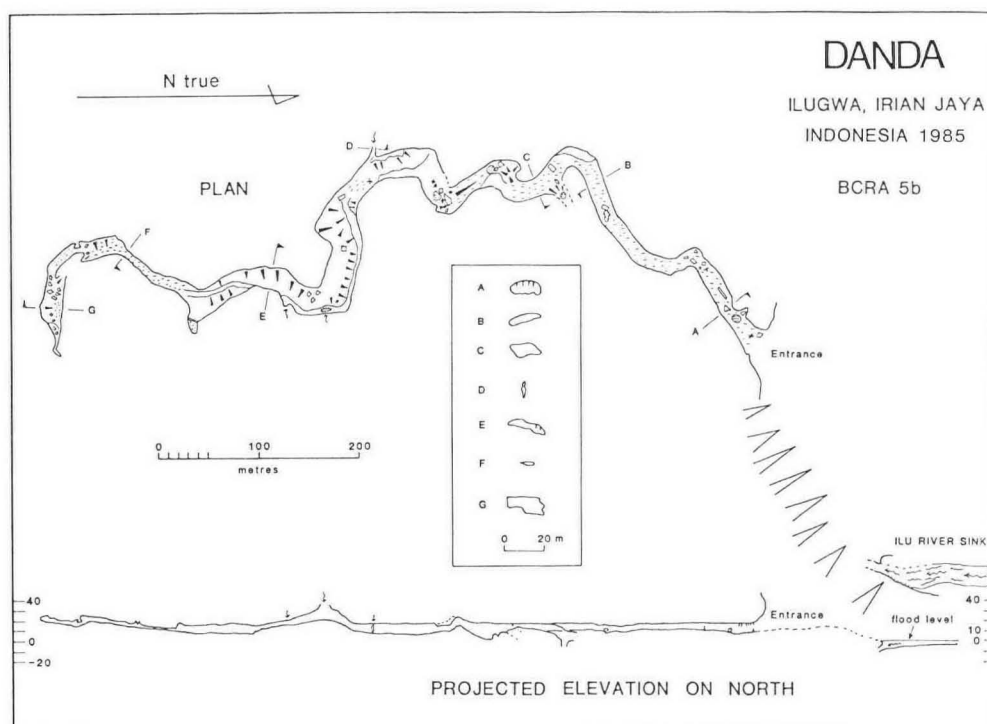 DANDA
ILUGWA, IRIAN JAYA
INDONESIA 1985
BCRA 5b
N true
PLAN
D
C
B
F
G
E
A
Entrance
A
B
C
D
E
F
G
0 20 m
0 100 200
metres
ILU RIVER SINK
40
0
-20
Entrance
flood level
40
10
0
PROJECTED ELEVATION ON NORTH